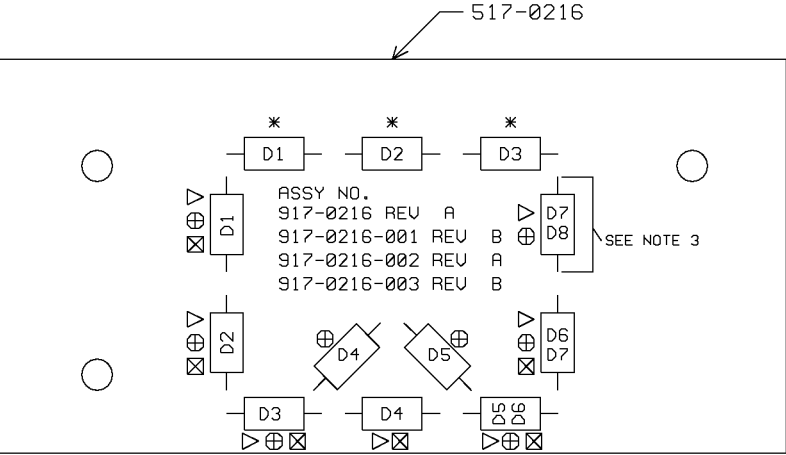 517-0216
* * *
D1 D2 D3
ASSY NO.
917-0216 REV A
917-0216-001 REV B
917-0216-002 REV A
917-0216-003 REV B
D1
D7
D8
SEE NOTE 3
D2
D4
D5
D6
D7
D3
D4
D5
D6